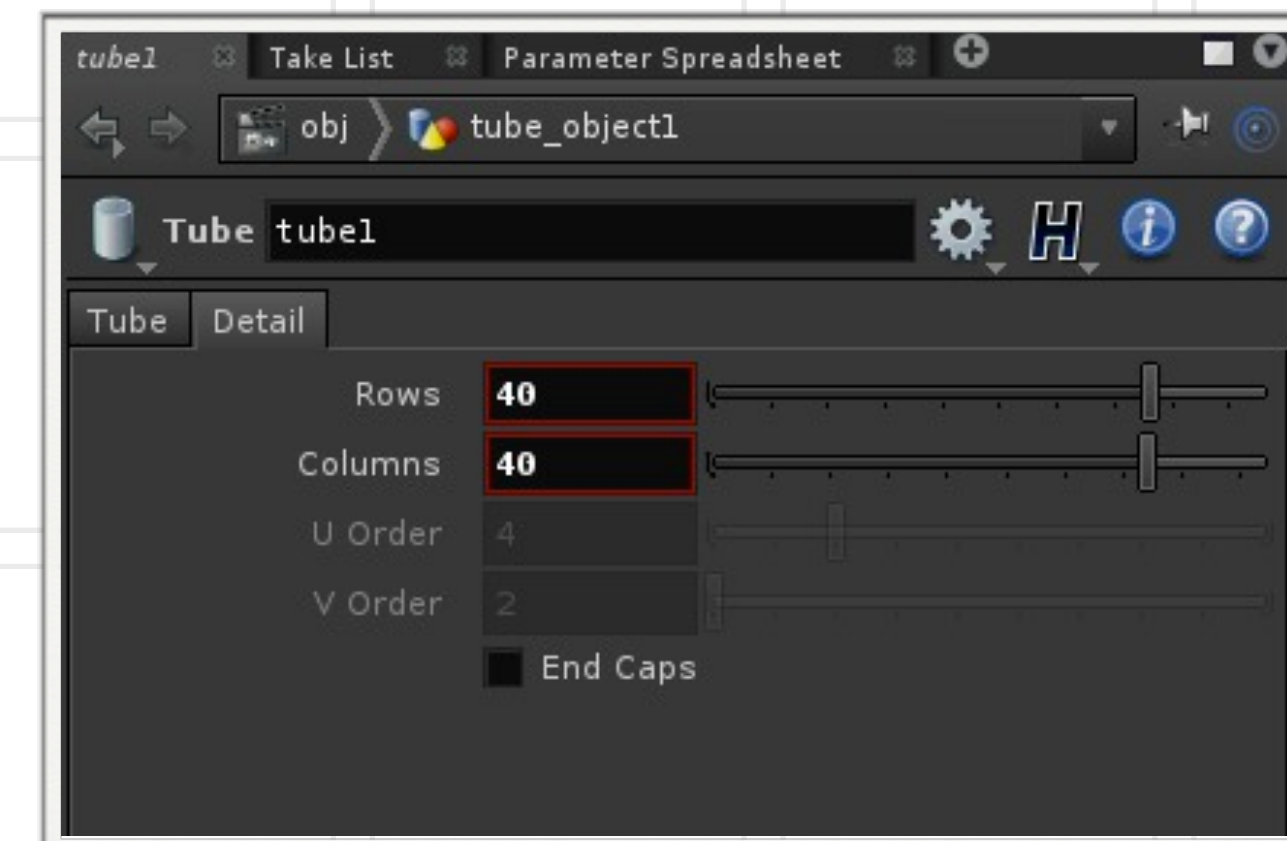 tube1 Take List Parameter Spreadsheet
obj tube_object1
Tube tube1
Tube Detail
Rows 40
Columns 40
U Order 4
V Order 2
End Caps